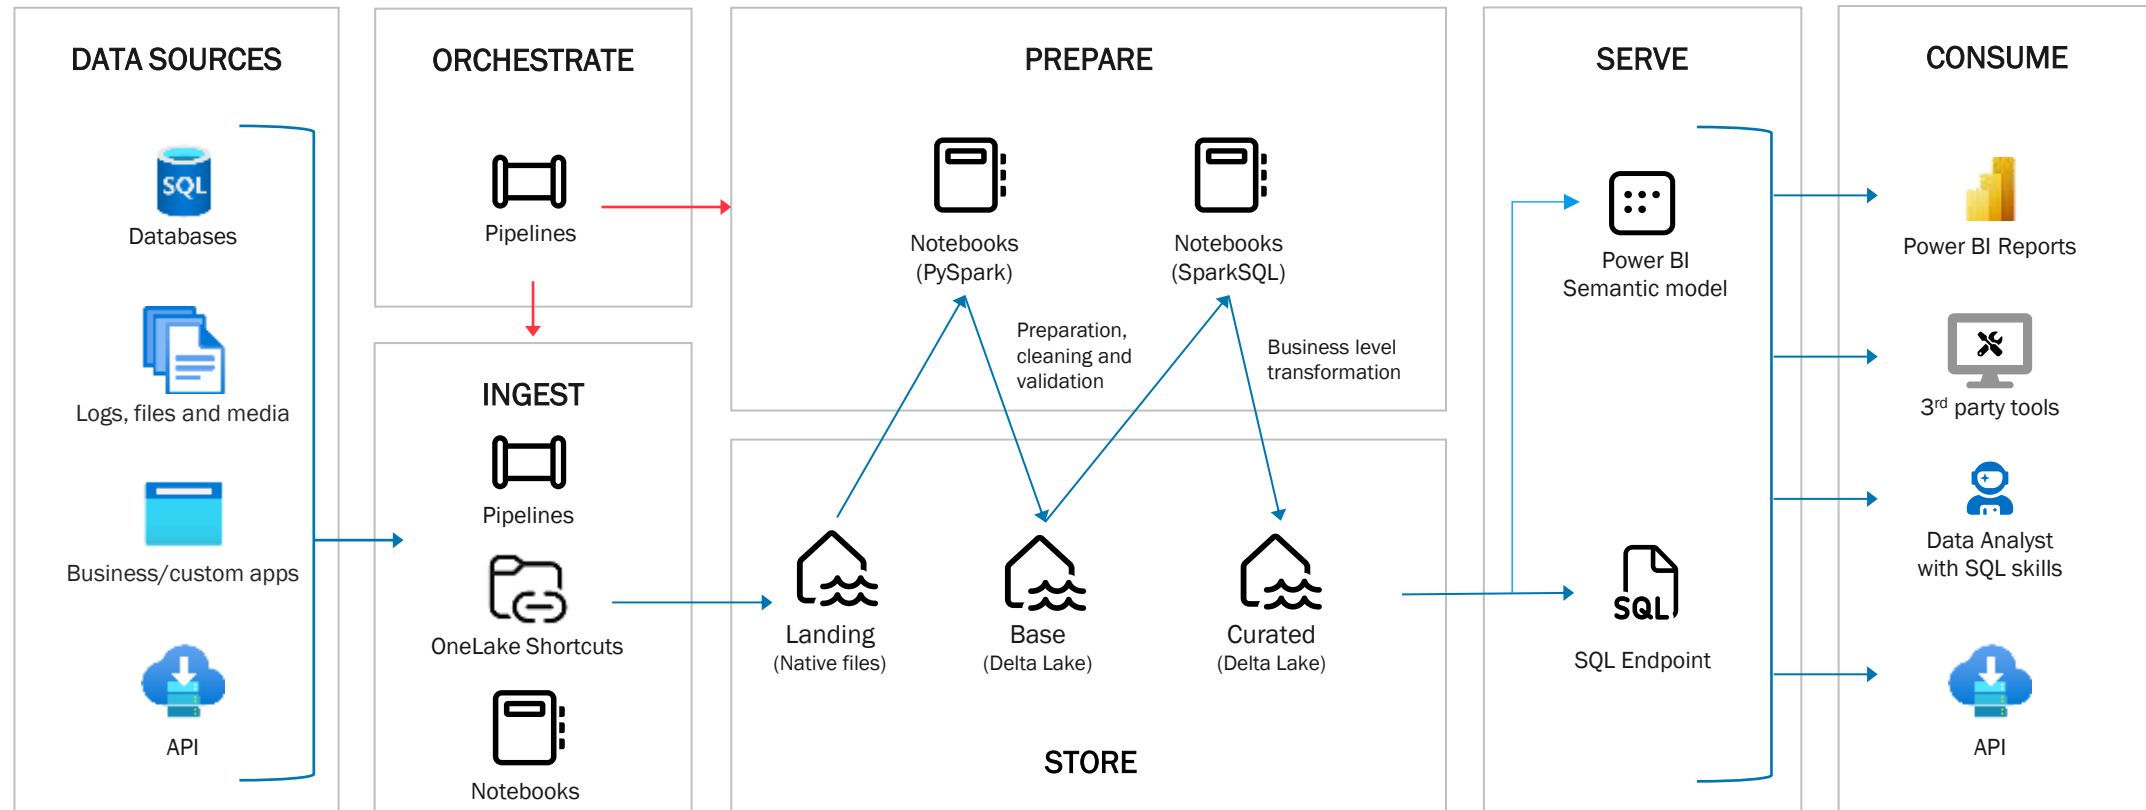 DATA SOURCES
SQL
Databases
Logs, files and media
Business/custom apps
API
ORCHESTRATE
Pipelines
INGEST
Pipelines
OneLake Shortcuts
Notebooks
PREPARE
Notebooks
(PySpark)
Notebooks
(SparkSQL)
Preparation,
cleaning and
validation
Business level
transformation
Landing
(Native files)
Base
(Delta Lake)
Curated
(Delta Lake)
STORE
SERVE
Power BI
Semantic model
SQL
SQL Endpoint
CONSUME
Power BI Reports
3rd party tools
Data Analyst
with SQL skills
API